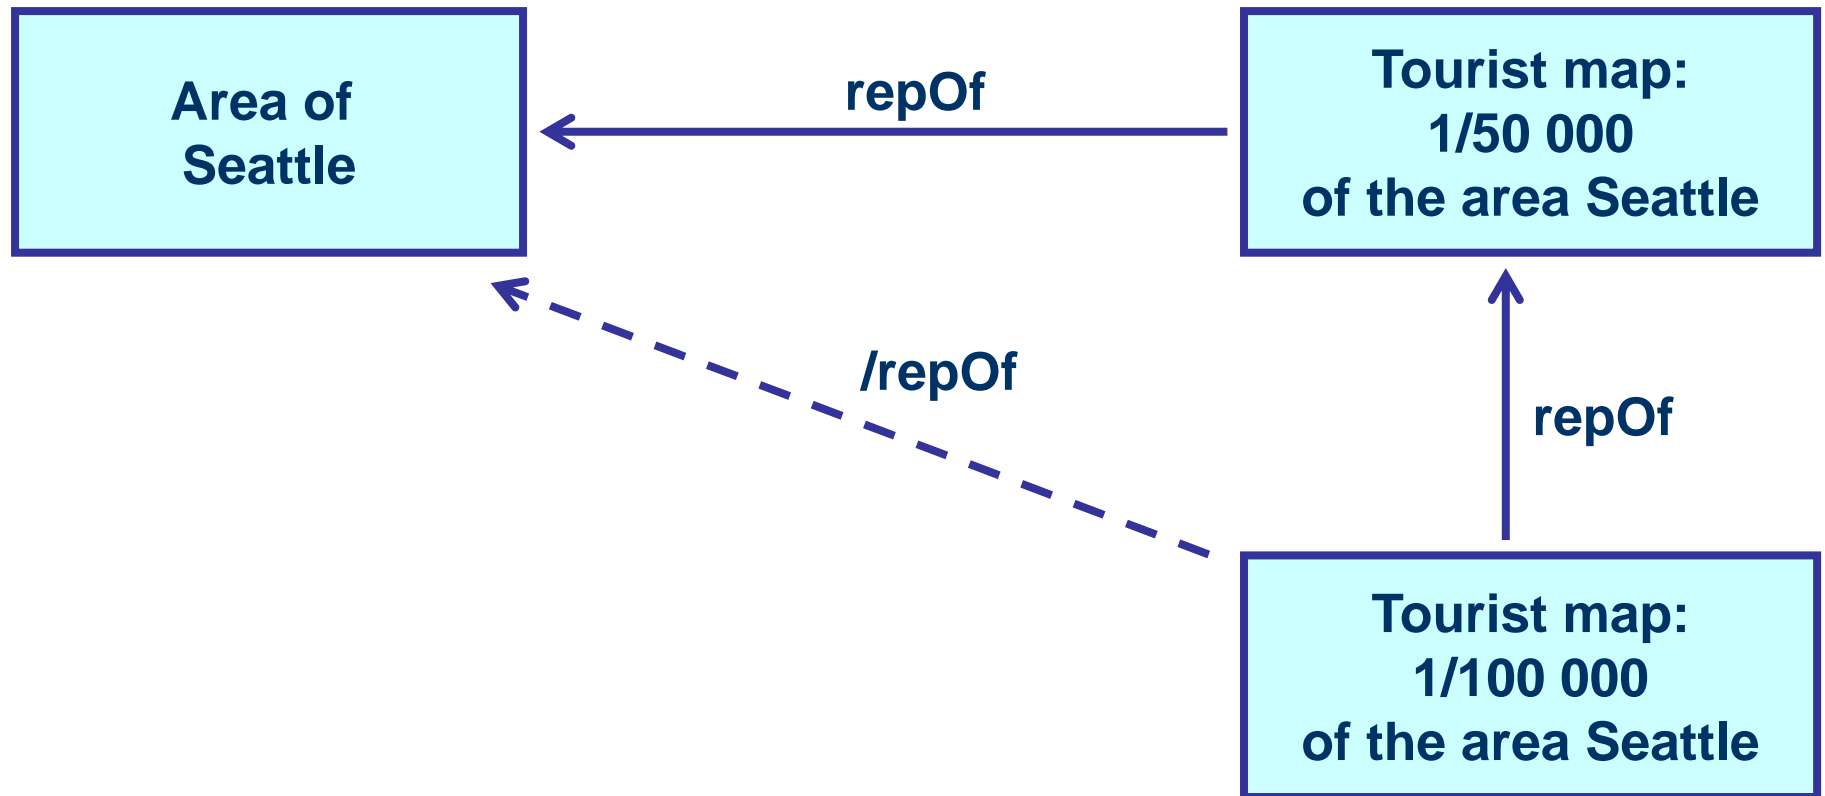 Area of
Seattle
repOf
Tourist map:
1/50 000
of the area Seattle
/repOf
repOf
Tourist map:
1/100 000
of the area Seattle